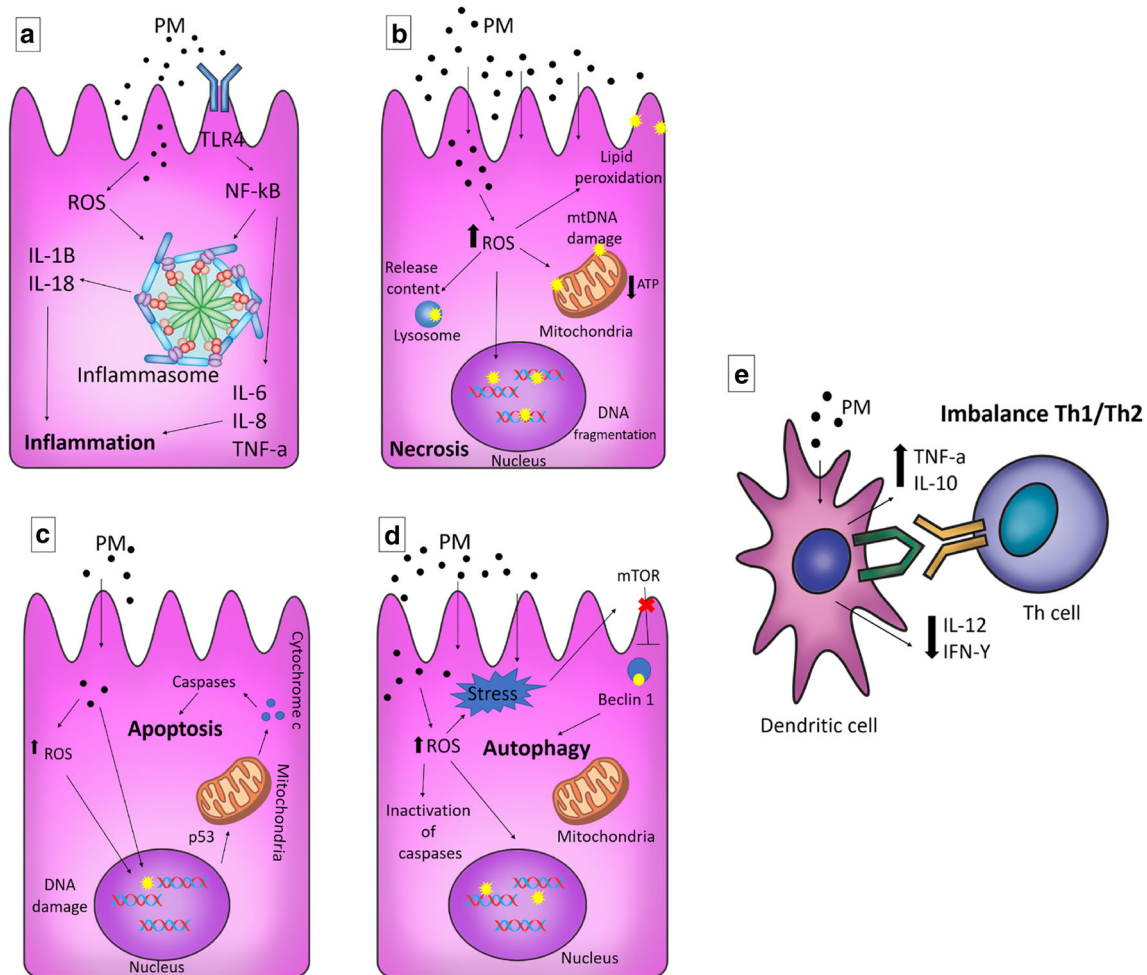 a
PM
TLR4
ROS
NF-kB
IL-1B
IL-18
Inflammasome
IL-6
IL-8
TNF-a
Inflammation
b
PM
Lipid
peroxidation
ROS
mtDNA
damage
ATP
Mitochondria
Release
content
Lysosome
DNA
fragmentation
Necrosis
Nucleus
c
PM
Caspases
Cytochrome c
Apoptosis
ROS
Mitochondria
p53
DNA
damage
Nucleus
d
PM
mTOR
Stress
Beclin 1
ROS
Autophagy
Inactivation
of
caspases
Mitochondria
Nucleus
e
PM
Imbalance Th1/Th2
TNF-a
IL-10
Th cell
IL-12
IFN-Y
Dendritic cell